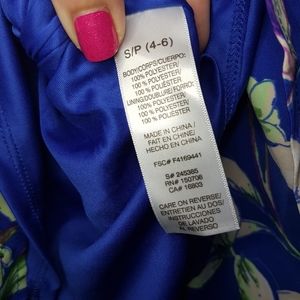 S/P (4-6)
BODY/CORPS/CUERPO:
100% POLYESTER/
100% POLYESTER/
100% POLIÉSTER
LINING/DOUBLURE/FORRO:
100% POLYESTER/
100% POLYESTER/
100% POLIÉSTER
MADE IN CHINA /
FAIT EN CHINE/
HECHO EN CHINA
FSC# F4169441
S# 245365
RN# 150706
CA# 16803
CARE ON REVERSE/
ENTRETIEN AU DOS/
INSTRUCCIONES
DE LAVADO
AL REVERSO